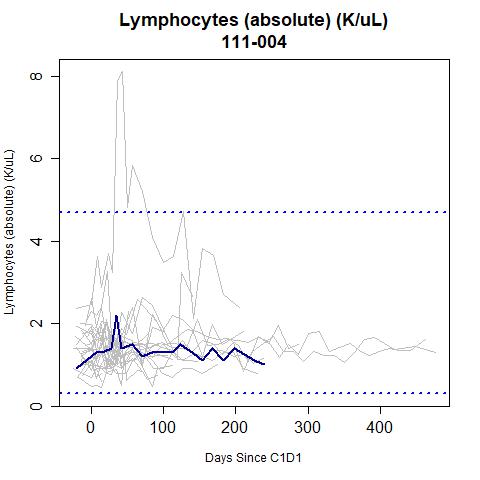 Lymphocytes (absolute) (K/uL)
111-004
Lymphocytes (absolute) (K/uL)
8
6
4
2
0
0 100 200 300 400
Days Since C1D1